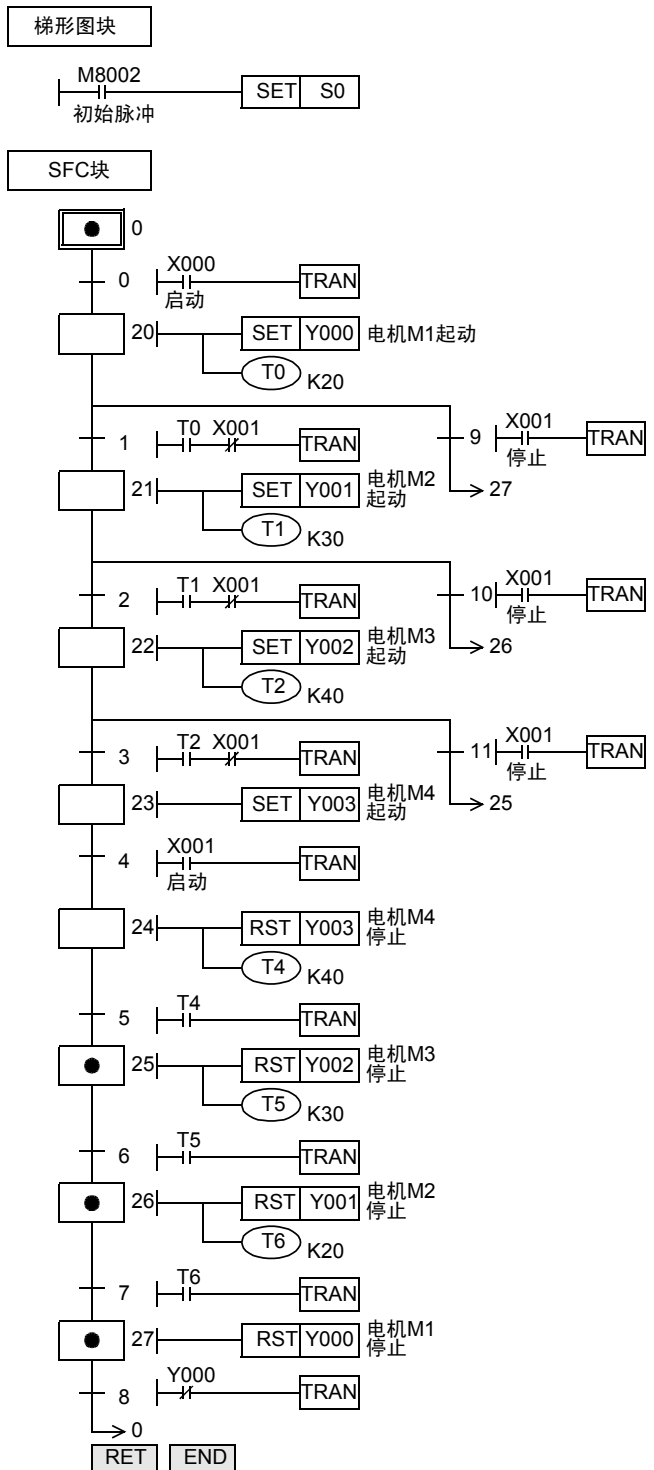 梯形图块
M8002
SET S0
初始脉冲
SFC块
0
X000
0 TRAN
启动
20 SET Y000 电机M1起动
T0 K20
T0 X001
1 TRAN
X001
9 TRAN
停止
21 SET Y001 电机M2
起动
27
T1 K30
T1 X001
2 TRAN
X001
10 TRAN
停止
22 SET Y002 电机M3
起动
26
T2 K40
T2 X001
3 TRAN
X001
11 TRAN
停止
23 SET Y003 电机M4
起动
25
X001
4 TRAN
启动
24 RST Y003 电机M4
停止
T4 K40
T4
5 TRAN
25 RST Y002 电机M3
停止
T5 K30
T5
6 TRAN
26 RST Y001 电机M2
停止
T6 K20
T6
7 TRAN
27 RST Y000 电机M1
停止
Y000
8 TRAN
0
RET END